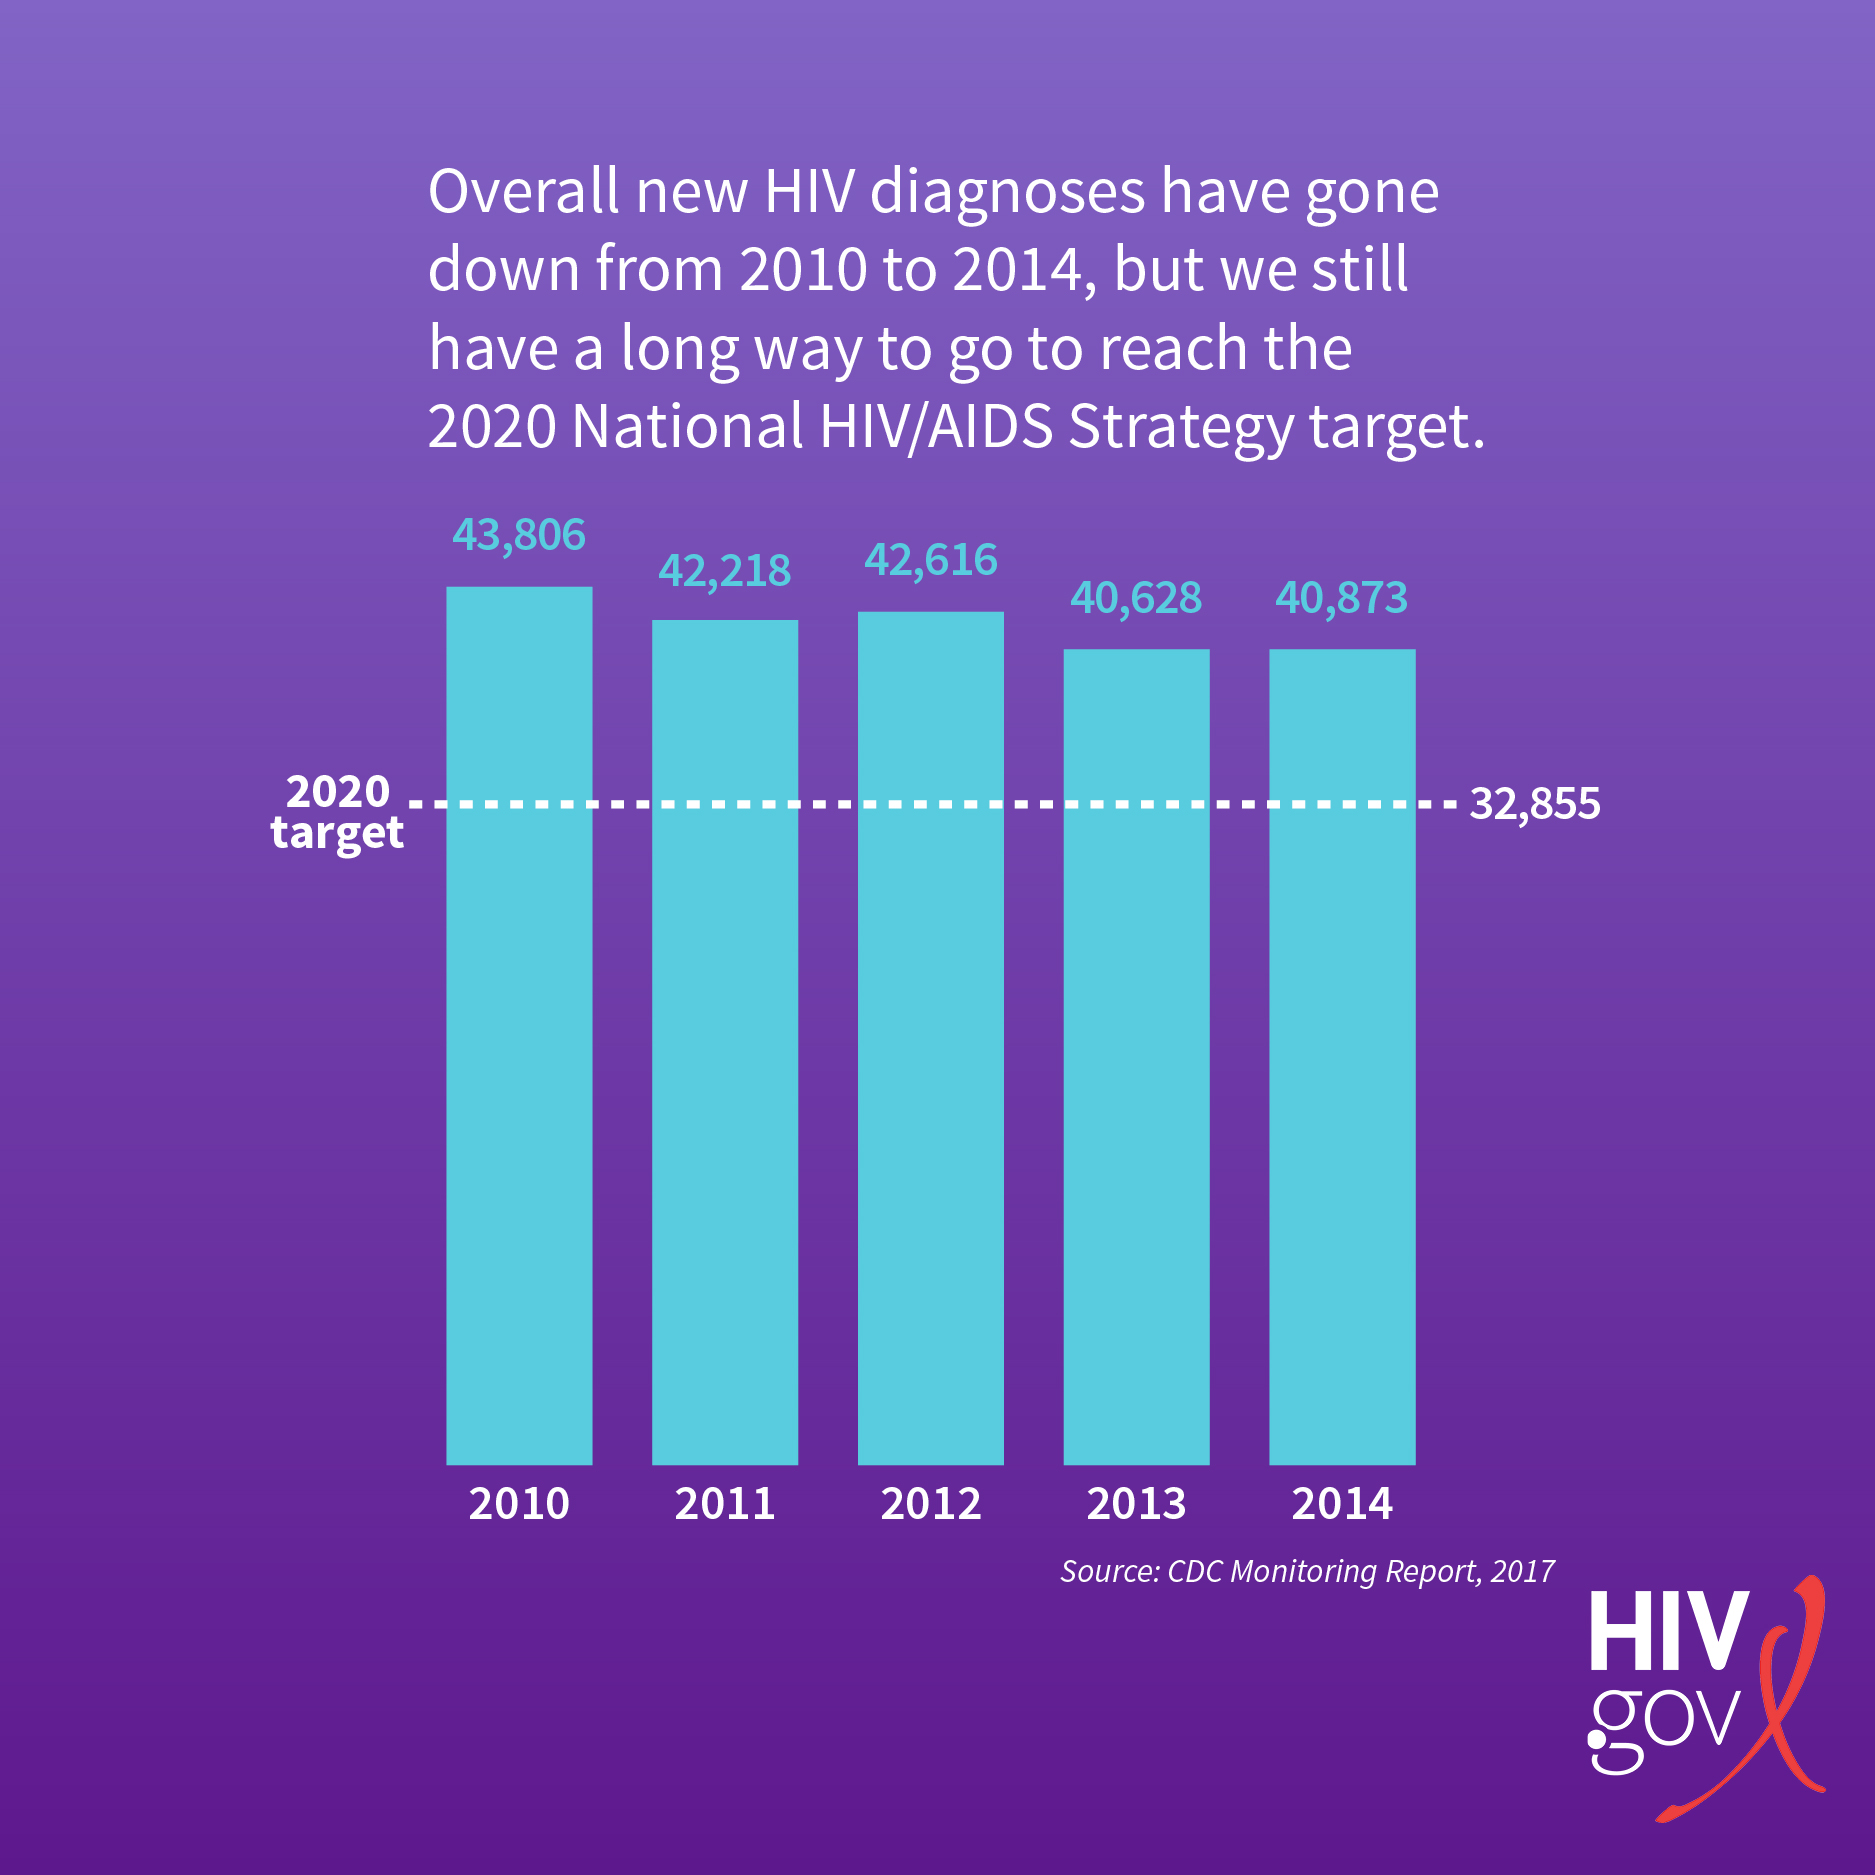 Overall new HIV diagnoses have gone
down from 2010 to 2014, but we still
have a long way to go to reach the
2020 National HIV/AIDS Strategy target.
43,806
42,218
42,616
40,628
40,873
2020
target
32,855
2010
2011
2012
2013
2014
Source: CDC Monitoring Report, 2017
HIV
.gov